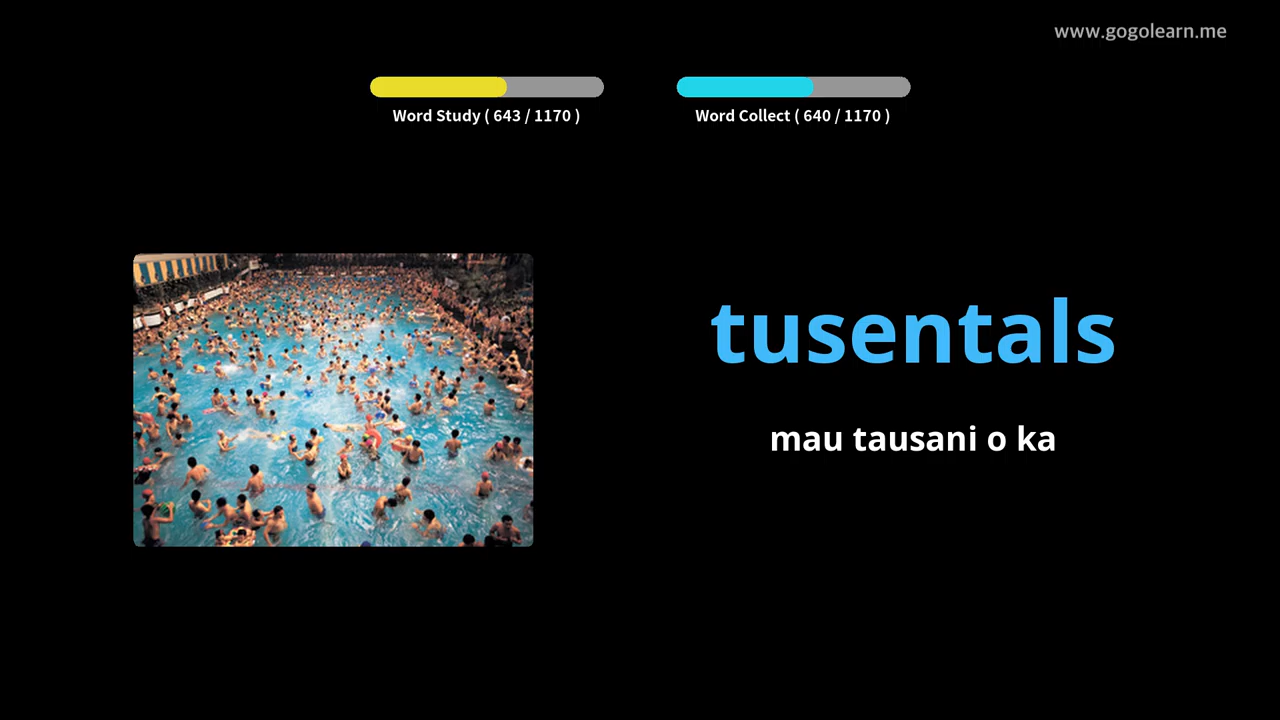 www.gogolearn.me
Word Study ( 643 / 1170 )
Word Collect ( 640 / 1170 )
tusentals
mau tausani o ka